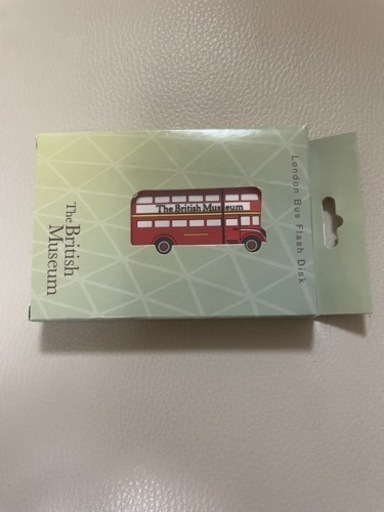 London Bus Flash Disk
The British Museum
The
British
Museum